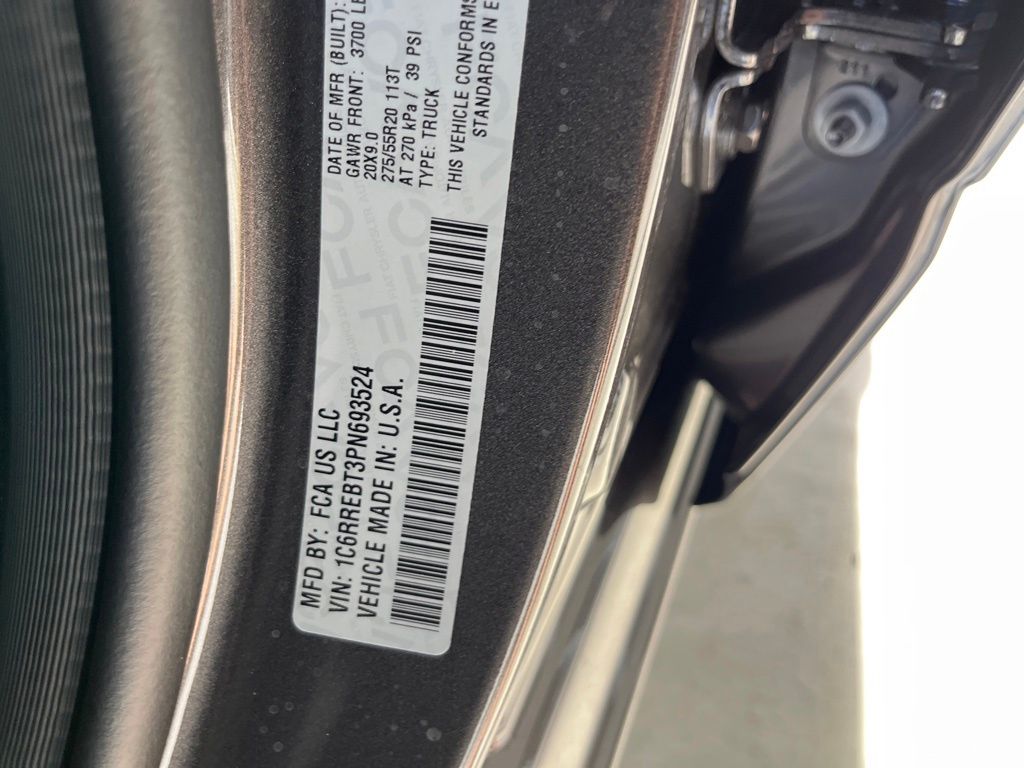 MFD BY: FCA US LLC
VIN: 1C6RREBT3PN693524
VEHICLE MADE IN: U.S.A.
DATE OF MFR (BUILT):
GAWR FRONT: 3700 LB
20X9.0
275/55R20 113T
AT 270 kPa / 39 PSI
TYPE: TRUCK
THIS VEHICLE CONFORMS
STANDARDS IN E